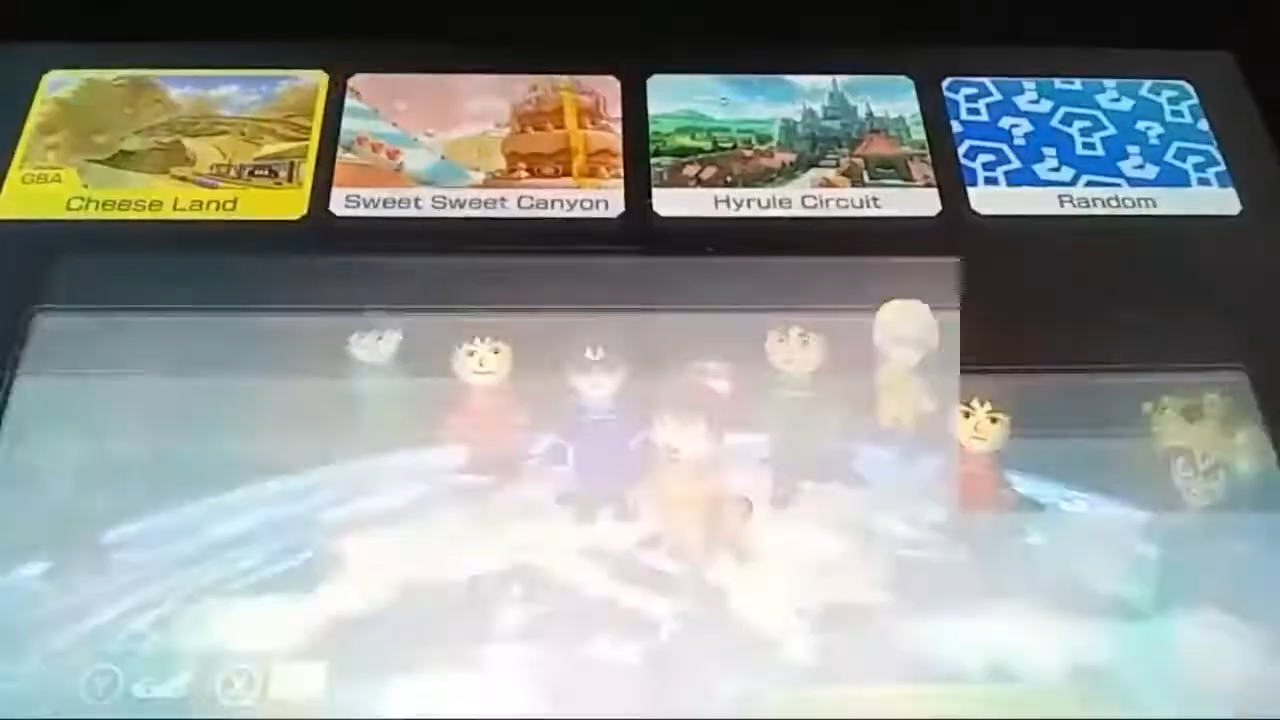 GBA
Cheese Land
Sweet Sweet Canyon
Hyrule Circuit
Random
Y